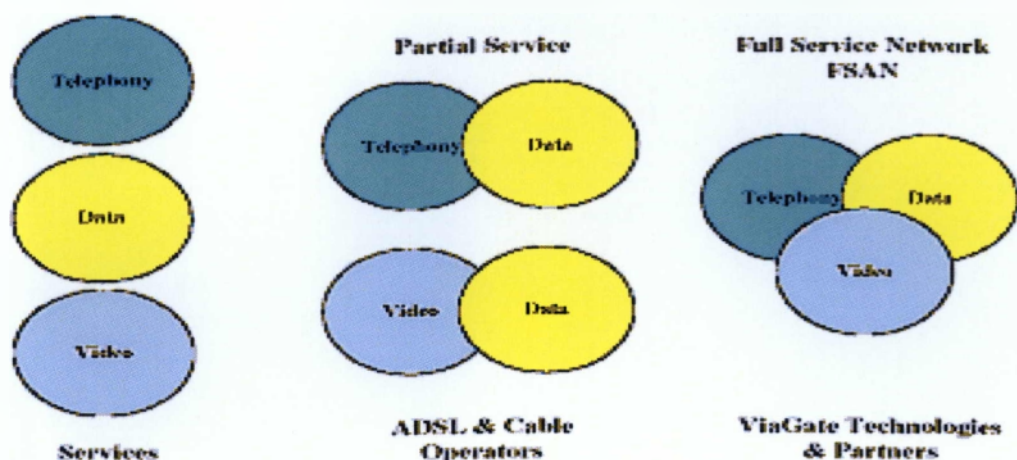 Telephony
Data
Video
Services
Partial Service
Telephony Data
Video Data
ADSL & Cable
Operators
Full Service Network
FSAN
Telephony Data
Video
ViaGate Technologies
& Partners